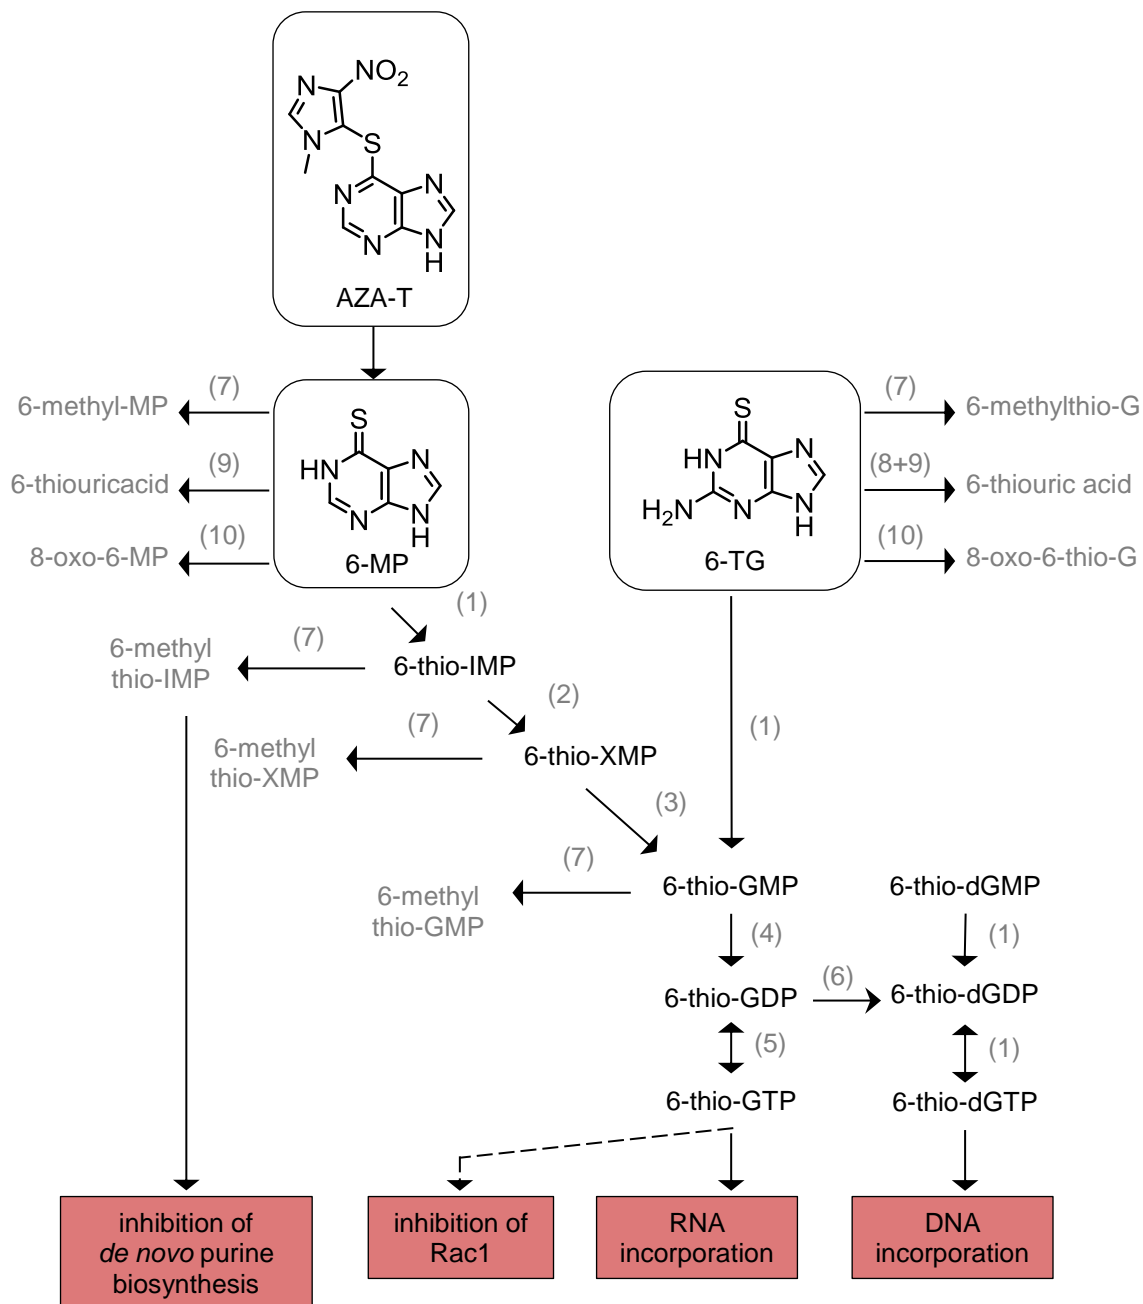 NO2
N
N
S
N
N
N
N
H
AZA-T
(7)
6-methyl-MP
(9)
6-thiouricacid
(10)
8-oxo-6-MP
S
HN
N
N
N
H
6-MP
S
HN
N
H2N
N
N
H
6-TG
(7)
6-methylthio-G
(8+9)
6-thiouric acid
(10)
8-oxo-6-thio-G
(1)
6-methyl
thio-IMP
(7)
6-thio-IMP
(2)
6-methyl
thio-XMP
(7)
6-thio-XMP
(1)
(3)
6-methyl
thio-GMP
(7)
6-thio-GMP
6-thio-dGMP
(4)
(1)
6-thio-GDP
(6)
6-thio-dGDP
(5)
(1)
6-thio-GTP
6-thio-dGTP
inhibition of
de novo purine
biosynthesis
inhibition of
Rac1
RNA
incorporation
DNA
incorporation